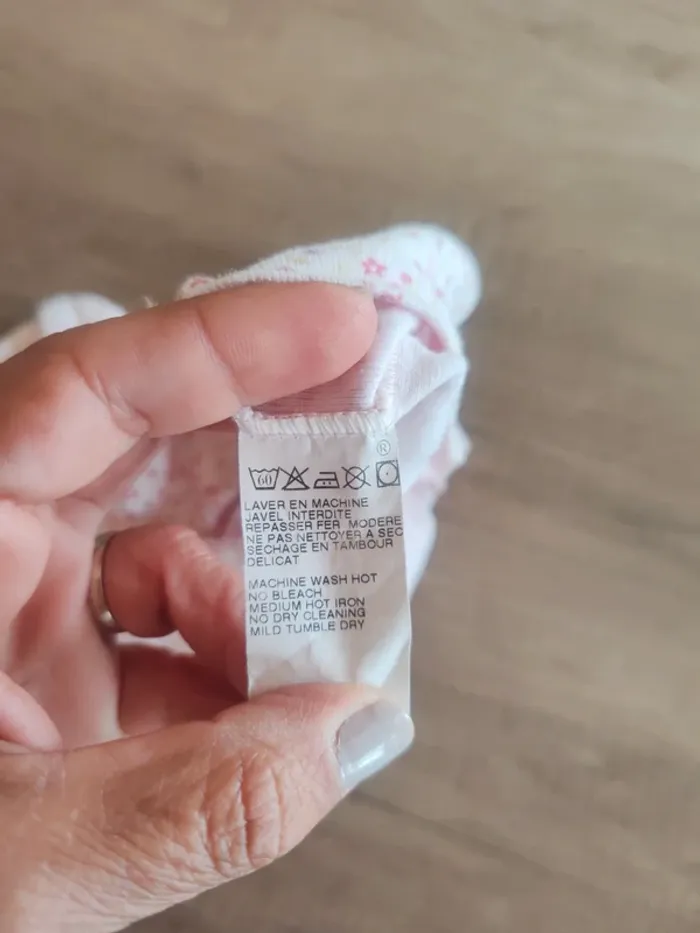 ®
60
LAVER EN MACHINE
JAVEL INTERDITE
REPASSER FER MODERE
NE PAS NETTOYER A SEC
SECHAGE EN TAMBOUR
DELICAT
MACHINE WASH HOT
NO BLEACH
MEDIUM HOT IRON
NO DRY CLEANING
MILD TUMBLE DRY